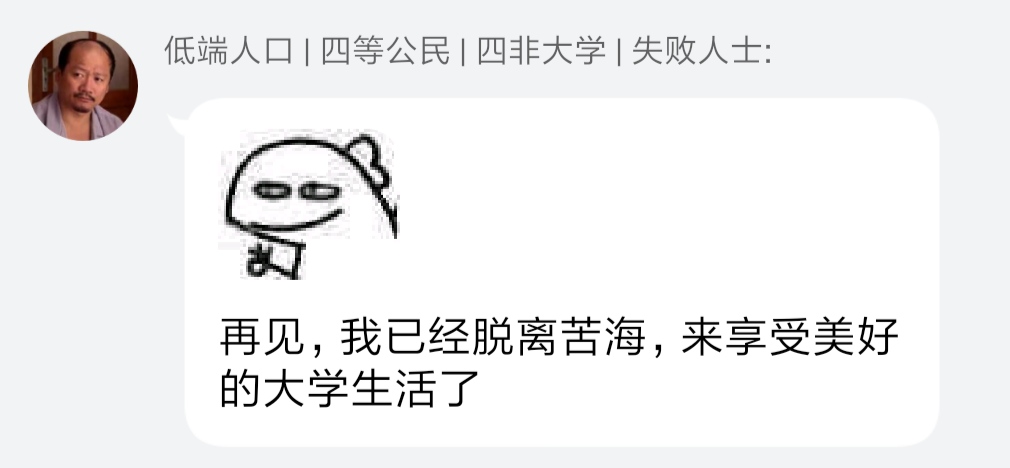 低端人口 | 四等公民 | 四非大学 | 失败人士:
再见，我已经脱离苦海，来享受美好
的大学生活了